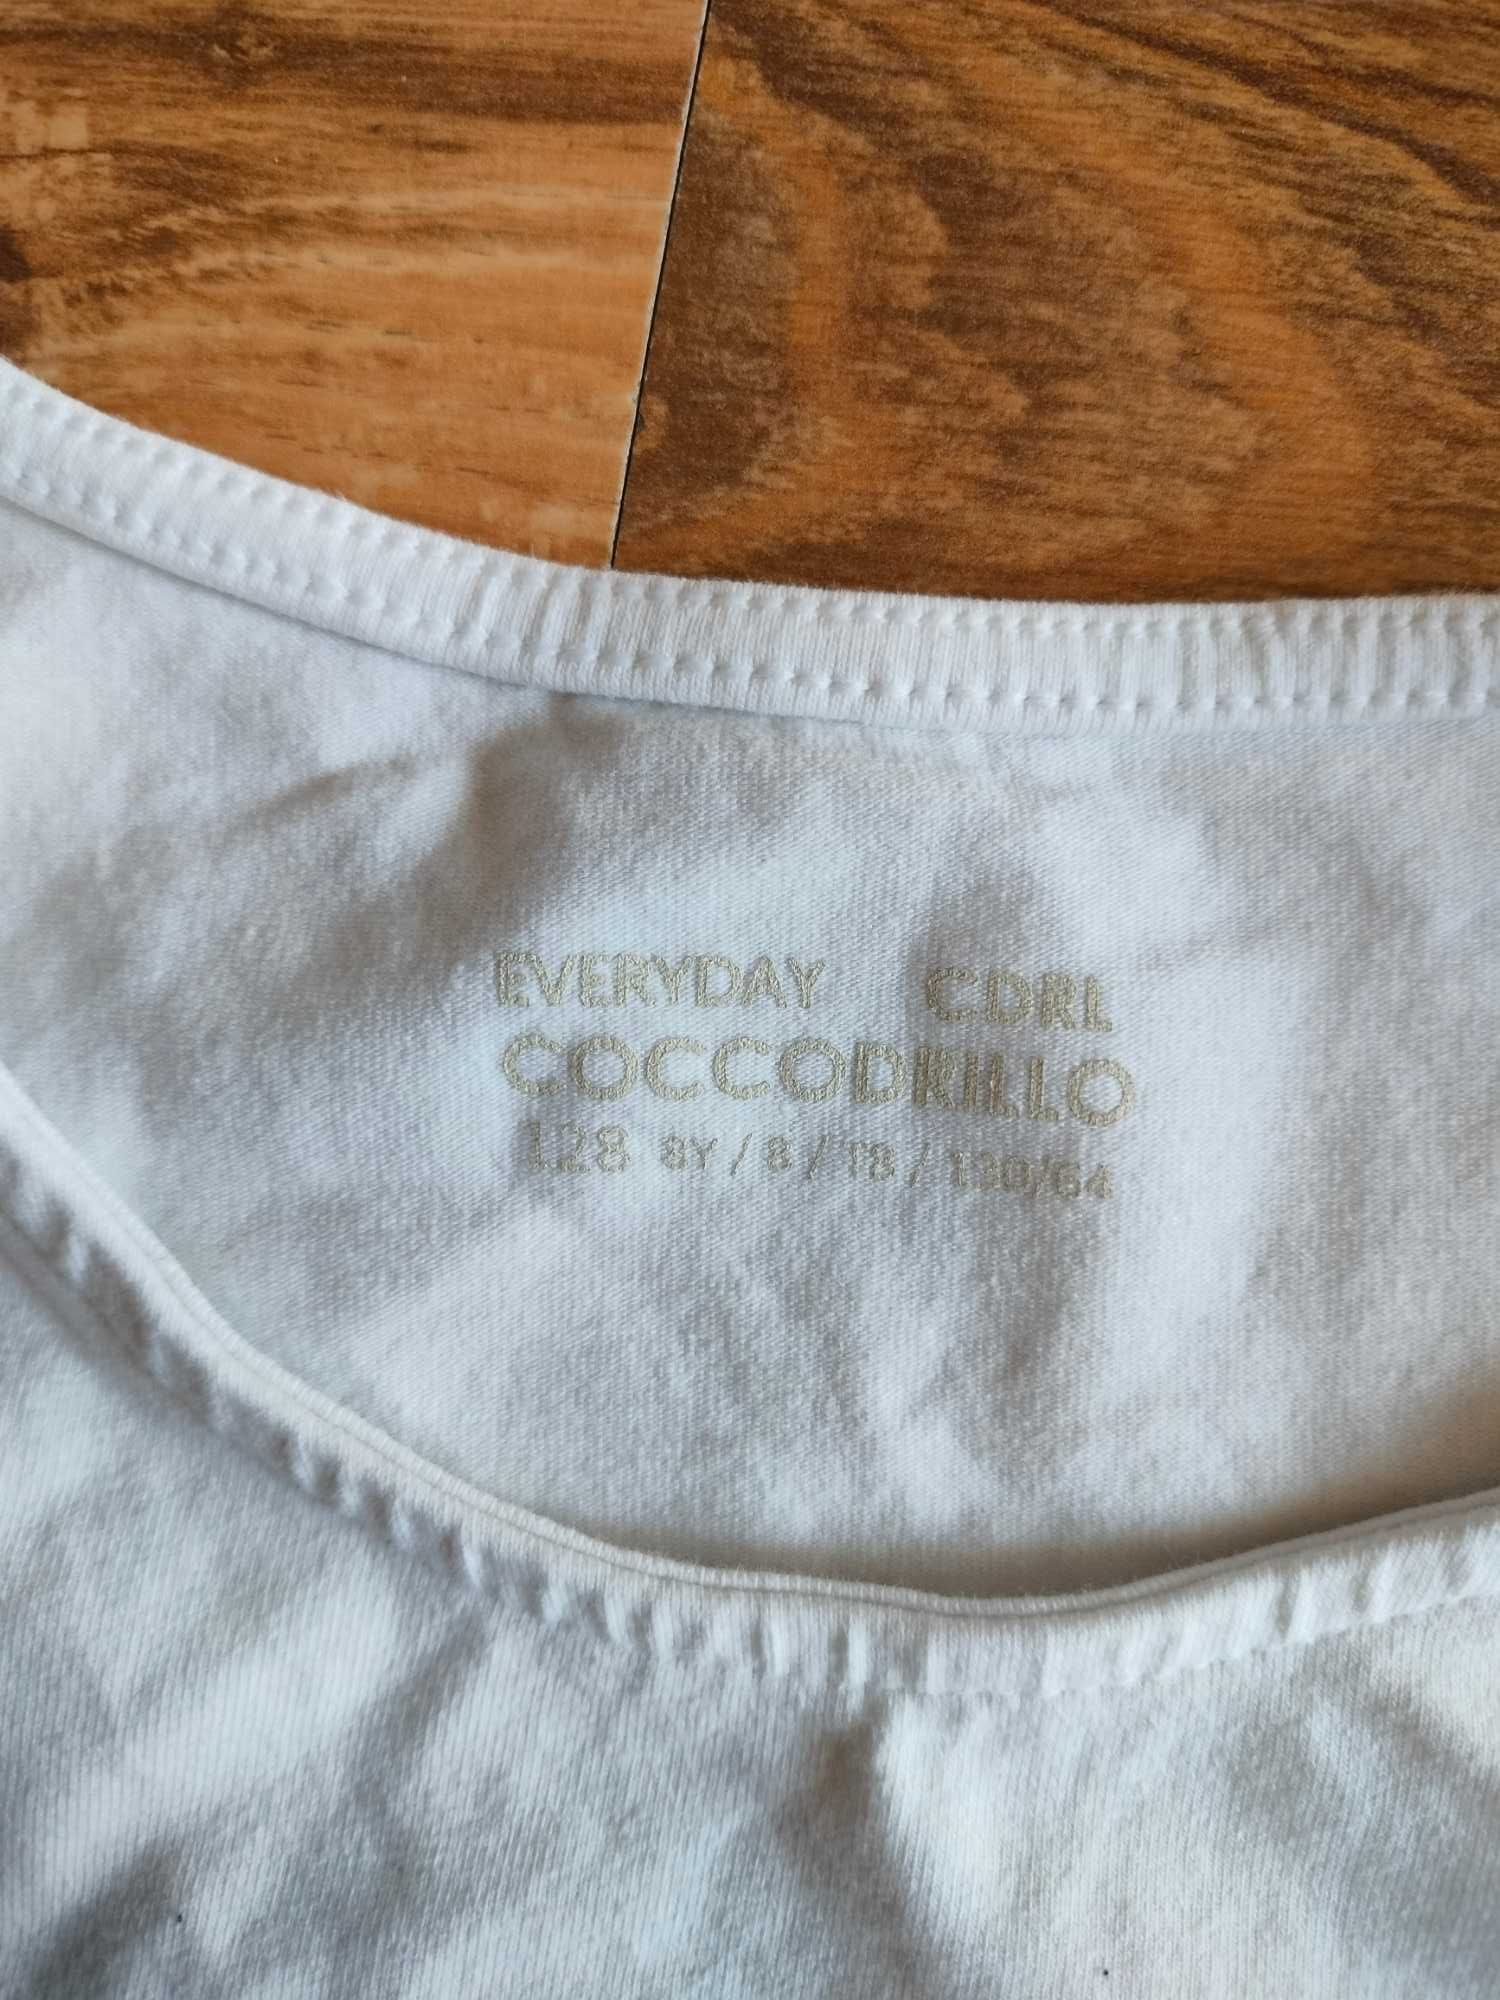 EVERYDAY CDRL
COCCODRILLO
128 8Y / 8 / T8 / 130/64